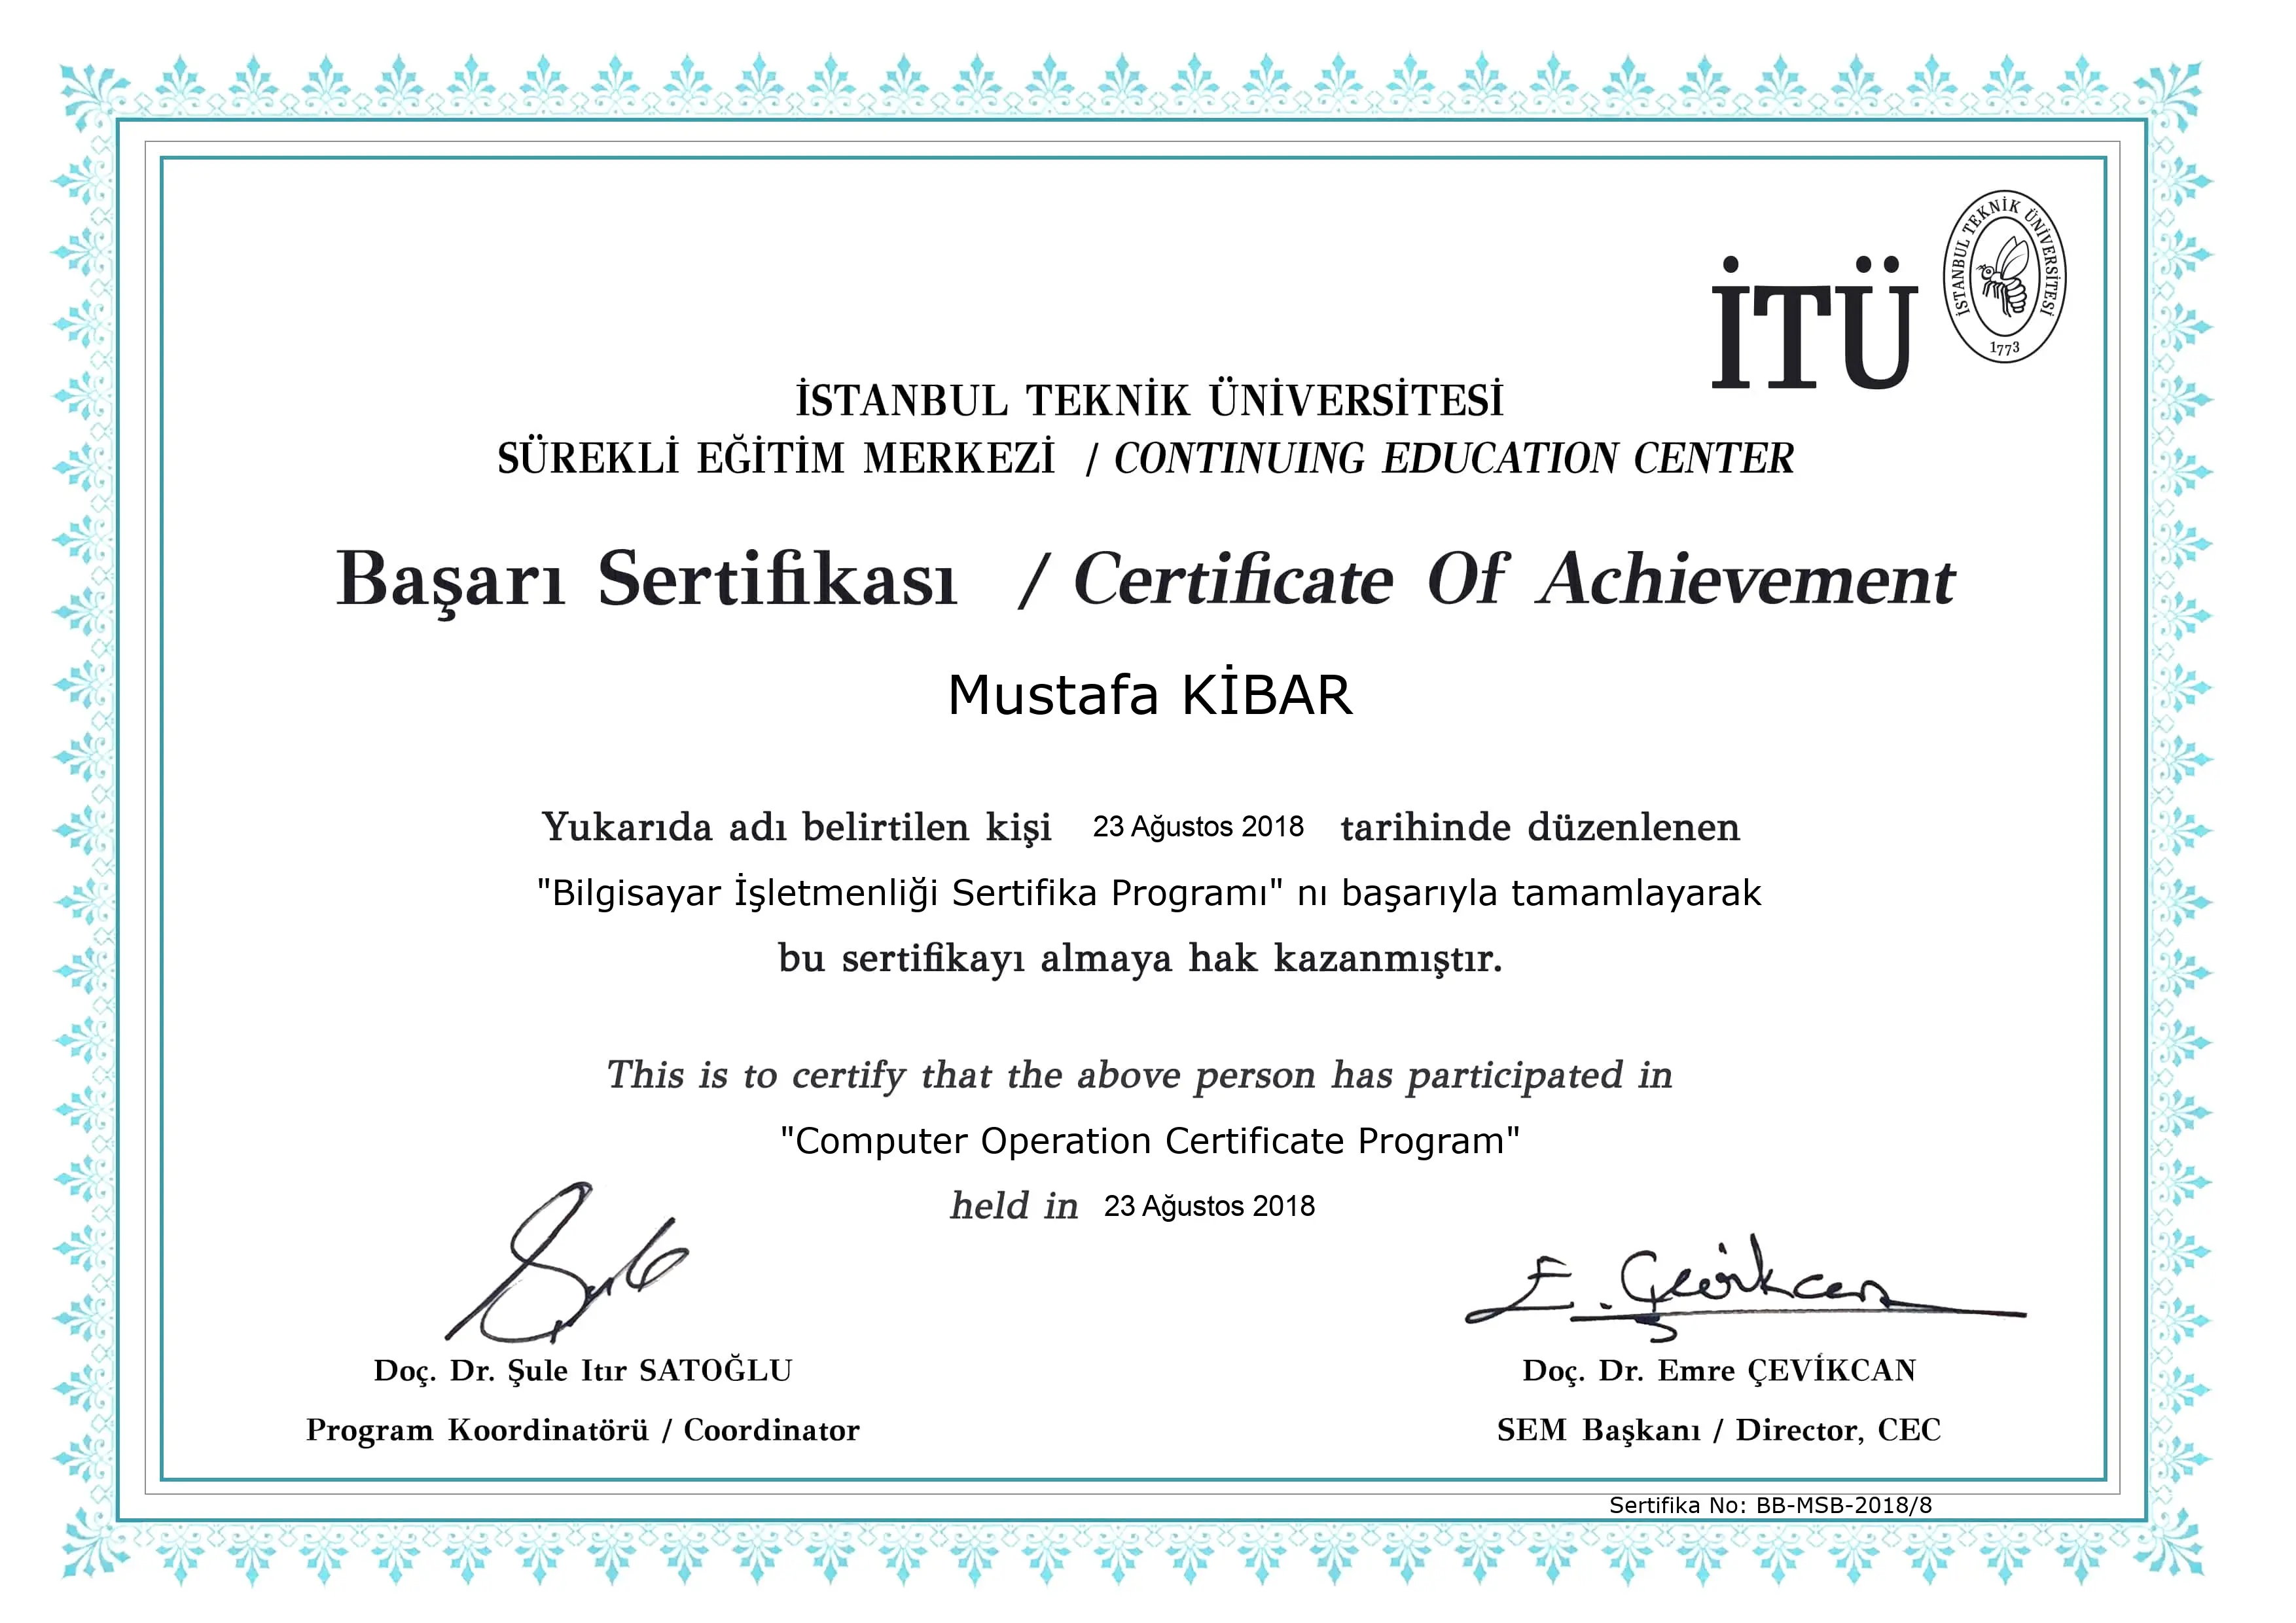 İSTANBUL TEKNİK ÜNİVERSİTESİ
1773
İTÜ
İSTANBUL TEKNİK ÜNİVERSİTESİ
SÜREKLİ EĞİTİM MERKEZİ / CONTINUING EDUCATION CENTER
Başarı Sertifikası / Certificate Of Achievement
Mustafa KİBAR
Yukarıda adı belirtilen kişi 23 Ağustos 2018 tarihinde düzenlenen
"Bilgisayar İşletmenliği Sertifika Programı" nı başarıyla tamamlayarak
bu sertifikayı almaya hak kazanmıştır.
This is to certify that the above person has participated in
"Computer Operation Certificate Program"
held in 23 Ağustos 2018
Şule
E. Çevikcan
Doç. Dr. Şule Itır SATOĞLU
Doç. Dr. Emre ÇEVİKCAN
Program Koordinatörü / Coordinator
SEM Başkanı / Director, CEC
Sertifika No: BB-MSB-2018/8